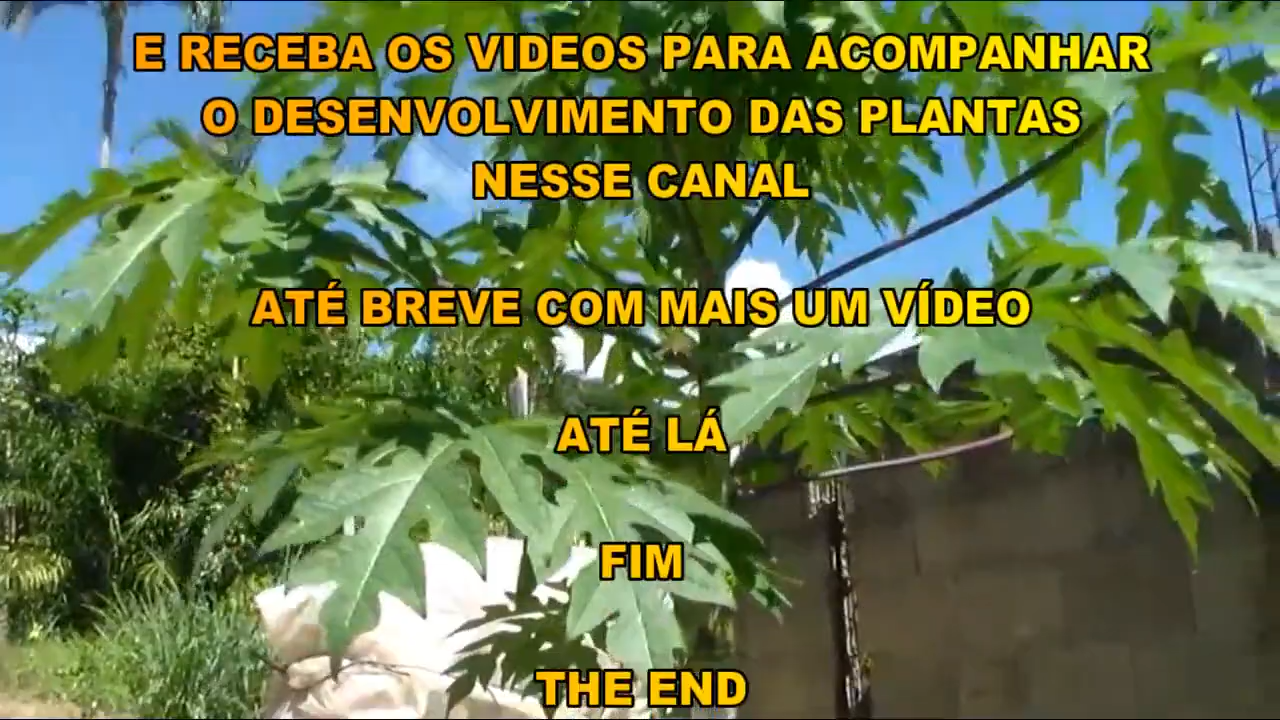 E RECEBA OS VIDEOS PARA ACOMPANHAR
O DESENVOLVIMENTO DAS PLANTAS
NESSE CANAL
ATÉ BREVE COM MAIS UM VÍDEO
ATÉ LÁ
FIM
THE END